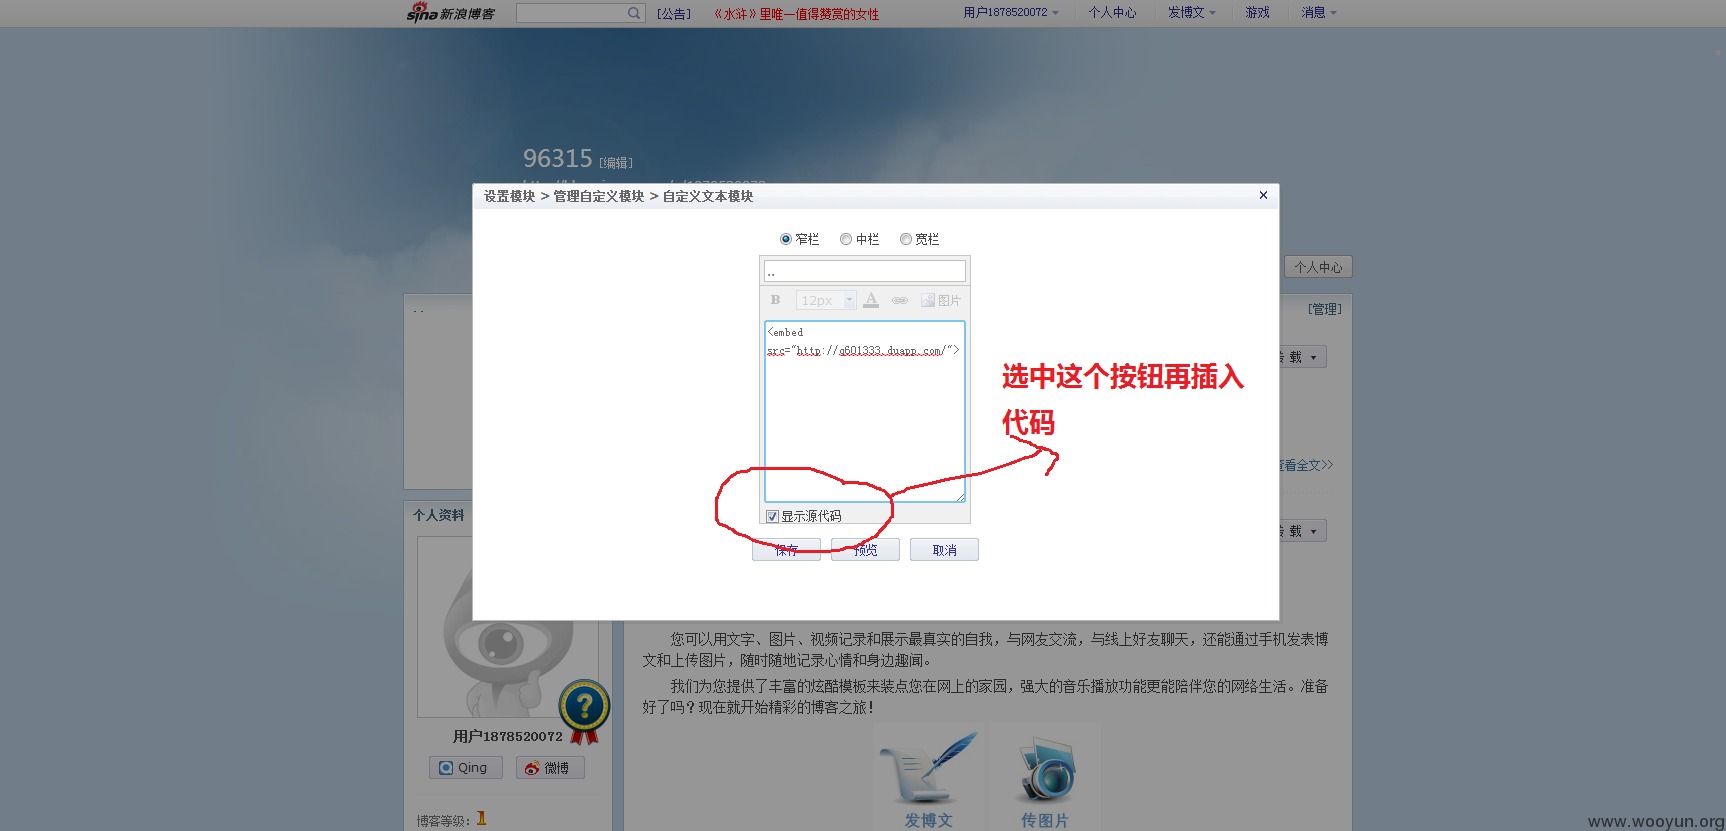 sina新浪博客 [公告] 《水浒》里唯一值得赞赏的女性 用户1878520072 个人中心 发博文 游戏 消息
96315 [编辑]
设置模块 > 管理自定义模块 > 自定义文本模块 ×
窄栏 中栏 宽栏
个人中心
..
.. [管理]
B 12px A 图片
<embed
src="http://q601333.duapp.com/">
载
选中这个按钮再插入
代码
查看全文>>
显示源代码
个人资料
载
保存 预览 取消
您可以用文字、图片、视频记录和展示最真实的自我，与网友交流，与线上好友聊天，还能通过手机发表博
文和上传图片，随时随地记录心情和身边趣闻。
我们为您提供了丰富的炫酷模板来装点您在网上的家园，强大的音乐播放功能更能陪伴您的网络生活。准备
好了吗？现在就开始精彩的博客之旅！
?
用户1878520072
Qing 微博
博客等级： 1
发博文 传图片
www.wooyun.org